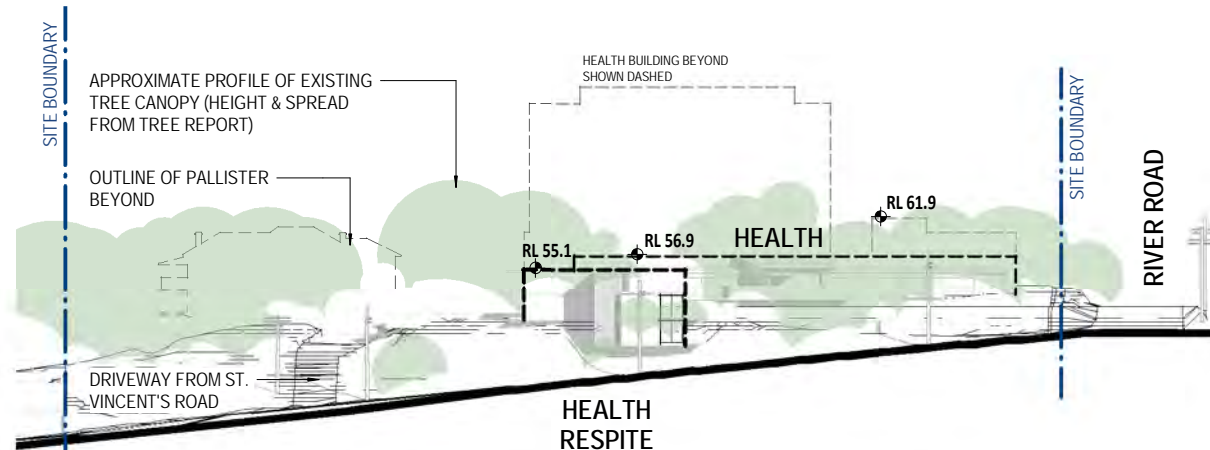 SITE BOUNDARY
APPROXIMATE PROFILE OF EXISTING
TREE CANOPY (HEIGHT & SPREAD
FROM TREE REPORT)
OUTLINE OF PALLISTER
BEYOND
DRIVEWAY FROM ST.
VINCENT'S ROAD
HEALTH BUILDING BEYOND
SHOWN DASHED
RL 55.1
RL 56.9
HEALTH
RL 61.9
HEALTH
RESPITE
SITE BOUNDARY
RIVER ROAD